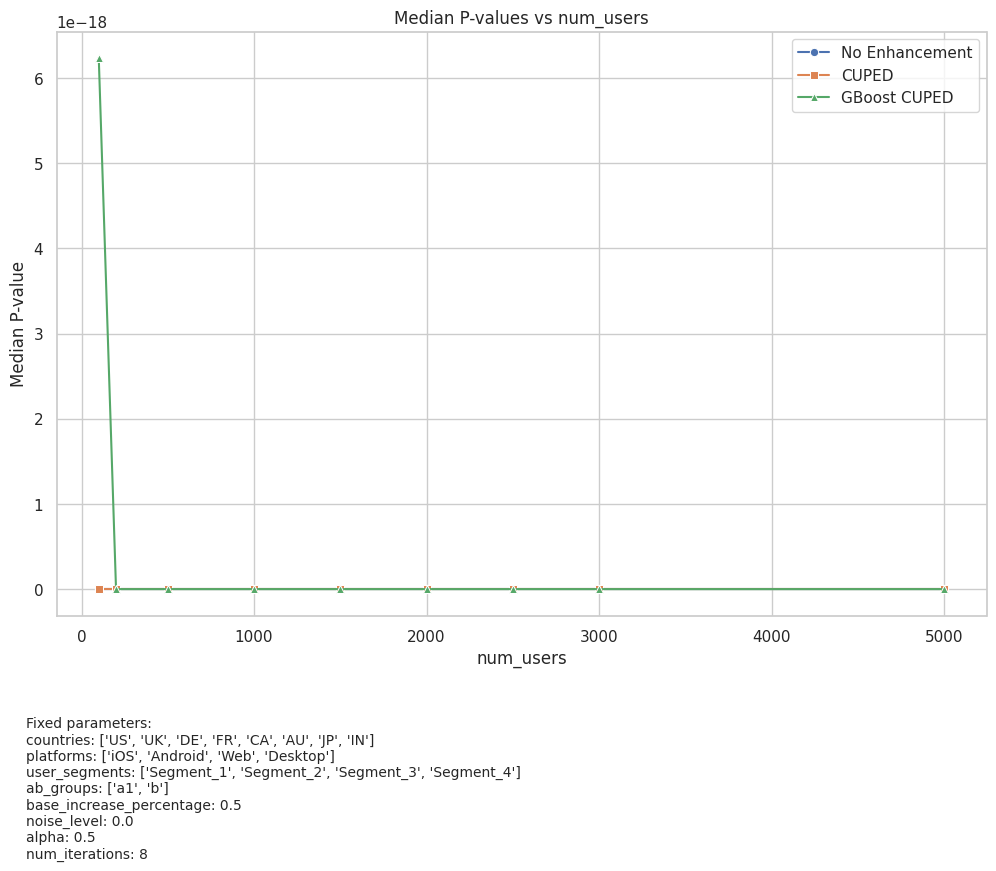 Median P-values vs num_users
1e−18
No Enhancement
CUPED
GBoost CUPED
6
5
4
3
2
1
0
Median P-value
0
1000
2000
3000
4000
5000
num_users
Fixed parameters:
countries: ['US', 'UK', 'DE', 'FR', 'CA', 'AU', 'JP', 'IN']
platforms: ['iOS', 'Android', 'Web', 'Desktop']
user_segments: ['Segment_1', 'Segment_2', 'Segment_3', 'Segment_4']
ab_groups: ['a1', 'b']
base_increase_percentage: 0.5
noise_level: 0.0
alpha: 0.5
num_iterations: 8